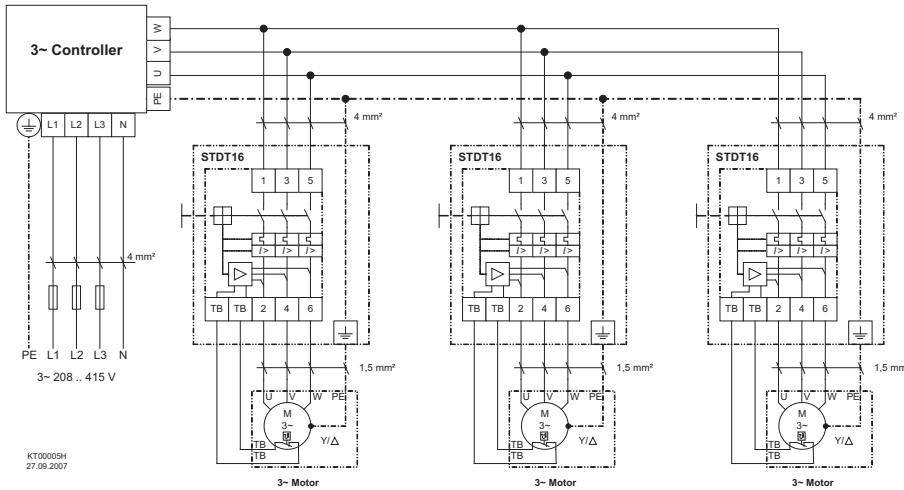 3~ Controller
W
V
U
PE
L1 L2 L3 N
4 mm²
PE L1 L2 L3 N
3~ 208 .. 415 V
4 mm²
STDT16
1 3 5
I> I> I>
TB TB 2 4 6
1,5 mm²
U V W PE
M
3~
Y/△
TB
TB
3~ Motor
4 mm²
STDT16
1 3 5
I> I> I>
TB TB 2 4 6
1,5 mm²
U V W PE
M
3~
Y/△
TB
TB
3~ Motor
4 mm²
STDT16
1 3 5
I> I> I>
TB TB 2 4 6
1,5 mm²
U V W PE
M
3~
Y/△
TB
TB
3~ Motor
KT00005H
27.09.2007